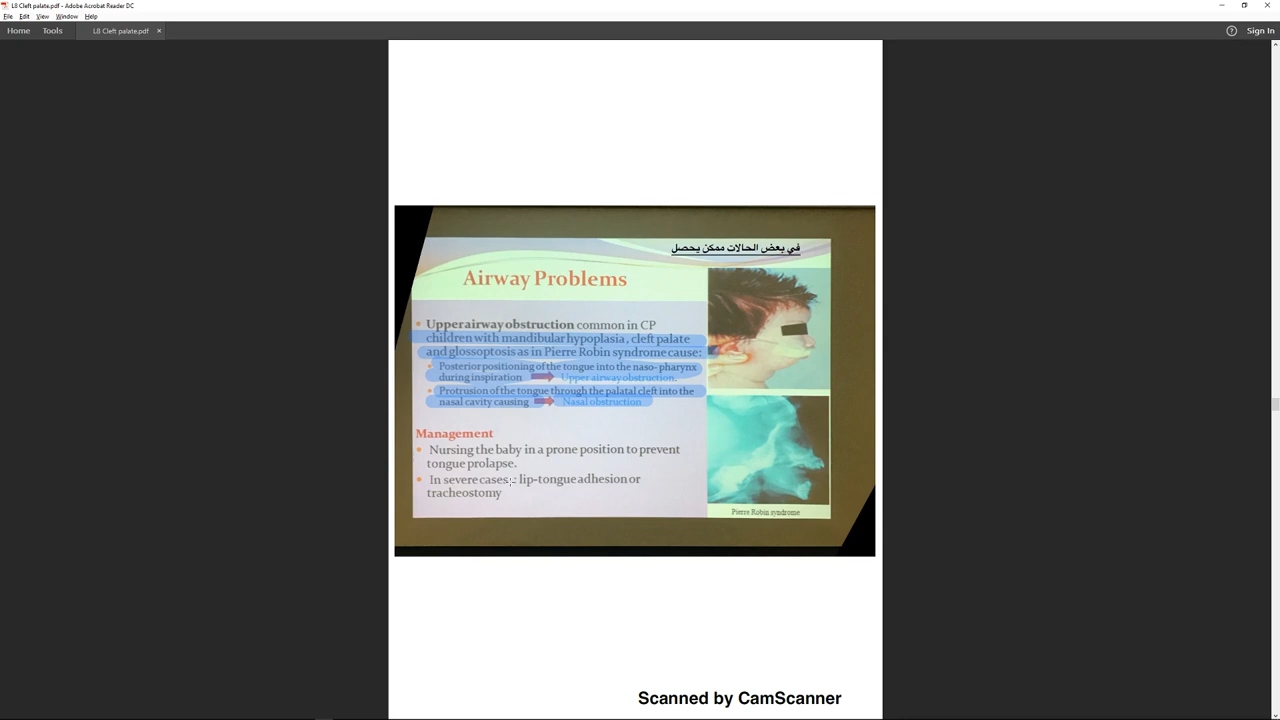 L8 Cleft palate.pdf - Adobe Acrobat Reader DC
File Edit View Window Help
Home Tools L8 Cleft palate.pdf × Sign In
في بعض الحالات ممكن يحصل
Airway Problems
• Upper airway obstruction common in CP
children with mandibular hypoplasia, cleft palate
and glossoptosis as in Pierre Robin syndrome cause:
• Posterior positioning of the tongue into the naso- pharynx
during inspiration Upper airway obstruction.
• Protrusion of the tongue through the palatal cleft into the
nasal cavity causing Nasal obstruction
Management
• Nursing the baby in a prone position to prevent
tongue prolapse.
• In severe cases: lip-tongue adhesion or
tracheostomy
Pierre Robin syndrome
Scanned by CamScanner